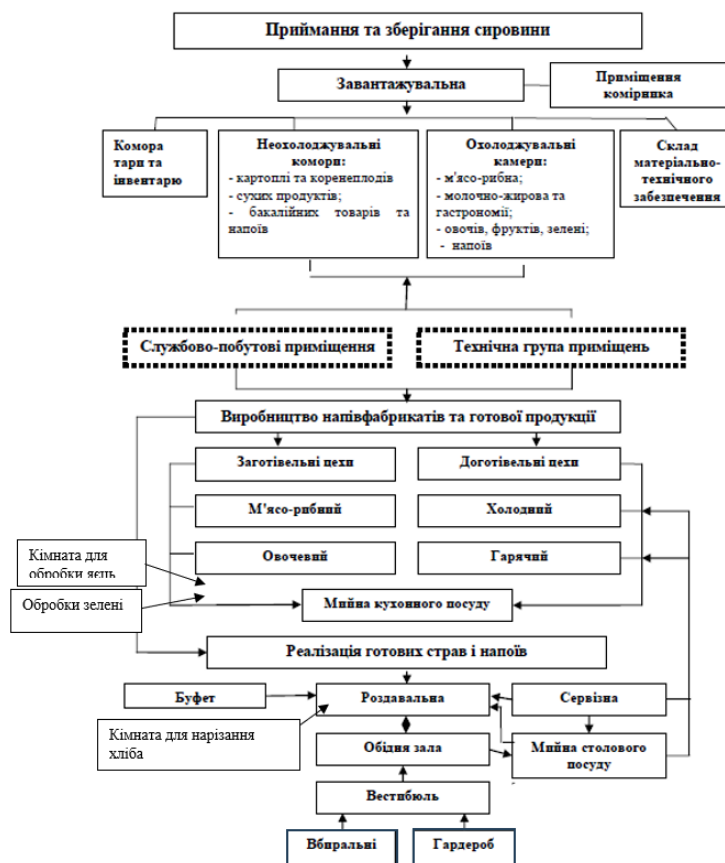 Приймання та зберігання сировини
Завантажувальна
Приміщення
комірника
Комора
тари та
інвентарю
Неохолоджувальні
комори:
- картоплі та коренеплодів
- сухих продуктів;
- бакалійних товарів та
напоїв
Охолоджувальні
камери:
- м'ясо-рибна;
- молочно-жирова та
гастрономії;
- овочів, фруктів, зелені;
- напоїв
Склад
матеріально-
технічного
забезпечення
Службово-побутові приміщення
Технічна група приміщень
Виробництво напівфабрикатів та готової продукції
Заготівельні цехи
Доготівельні цехи
М'ясо-рибний
Холодний
Овочевий
Гарячий
Кімната для
обробки яєць
Обробки зелені
Мийна кухонного посуду
Реалізація готових страв і напоїв
Буфет
Роздавальна
Сервізна
Кімната для нарізання
хліба
Обідня зала
Мийна столового
посуду
Вестибюль
Вбиральні
Гардероб